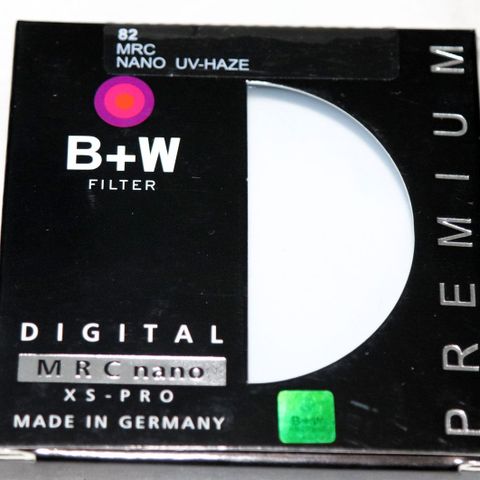 82
MRC
NANO UV-HAZE
B+W
FILTER
DIGITAL
MRC nano
XS-PRO
MADE IN GERMANY
B+W
PREMIUM